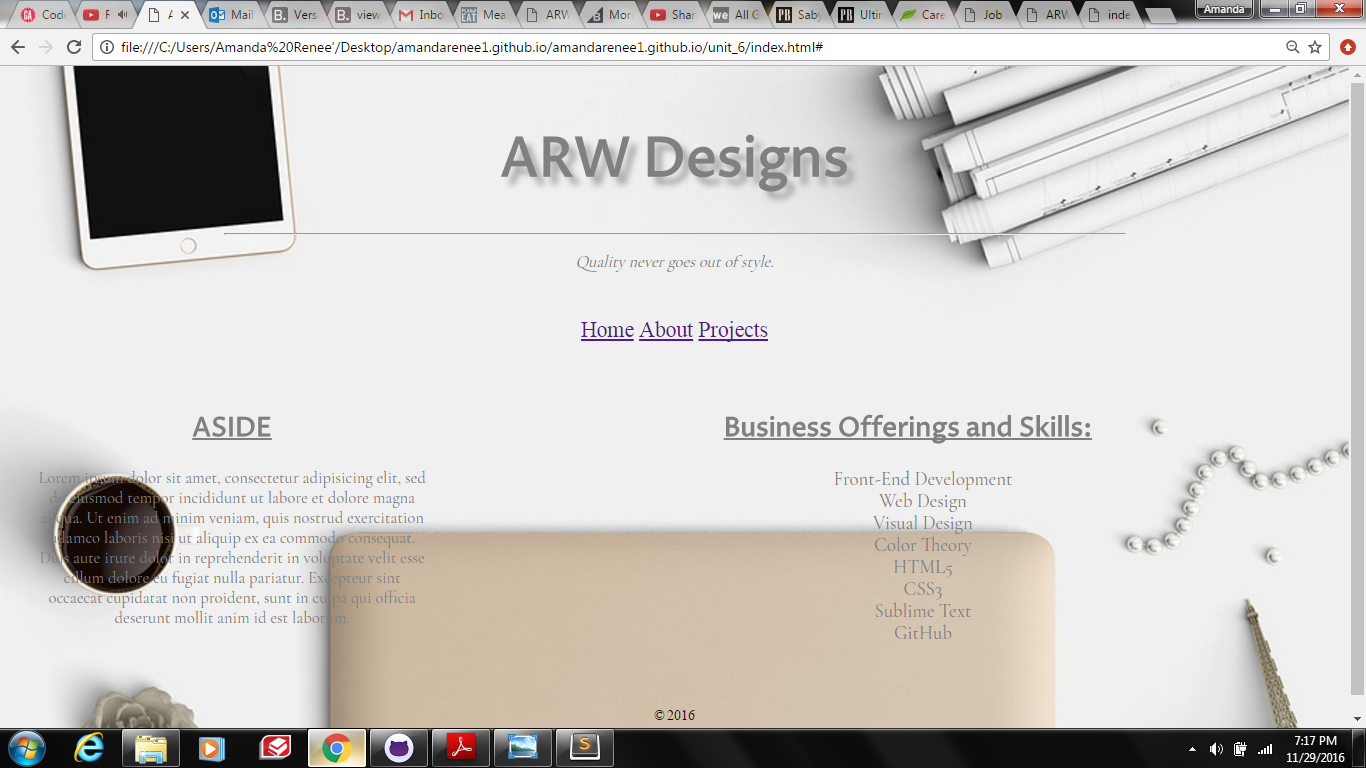 Code
F
A
Mail
Vers
view
Inbo
Mea
ARW
Mor
Shar
All G
Saby
Ultir
Care
Job
ARW
inde
Amanda
file:///C:/Users/Amanda%20Renee'/Desktop/amandarenee1.github.io/amandarenee1.github.io/unit_6/index.html#
ARW Designs
Quality never goes out of style.
Home About Projects
ASIDE
Lorem ipsum dolor sit amet, consectetur adipisicing elit, sed
do eiusmod tempor incididunt ut labore et dolore magna
aliqua. Ut enim ad minim veniam, quis nostrud exercitation
ullamco laboris nisi ut aliquip ex ea commodo consequat.
Duis aute irure dolor in reprehenderit in voluptate velit esse
cillum dolore eu fugiat nulla pariatur. Excepteur sint
occaecat cupidatat non proident, sunt in culpa qui officia
deserunt mollit anim id est laborum.
Business Offerings and Skills:
Front-End Development
Web Design
Visual Design
Color Theory
HTML5
CSS3
Sublime Text
GitHub
© 2016
7:17 PM
11/29/2016